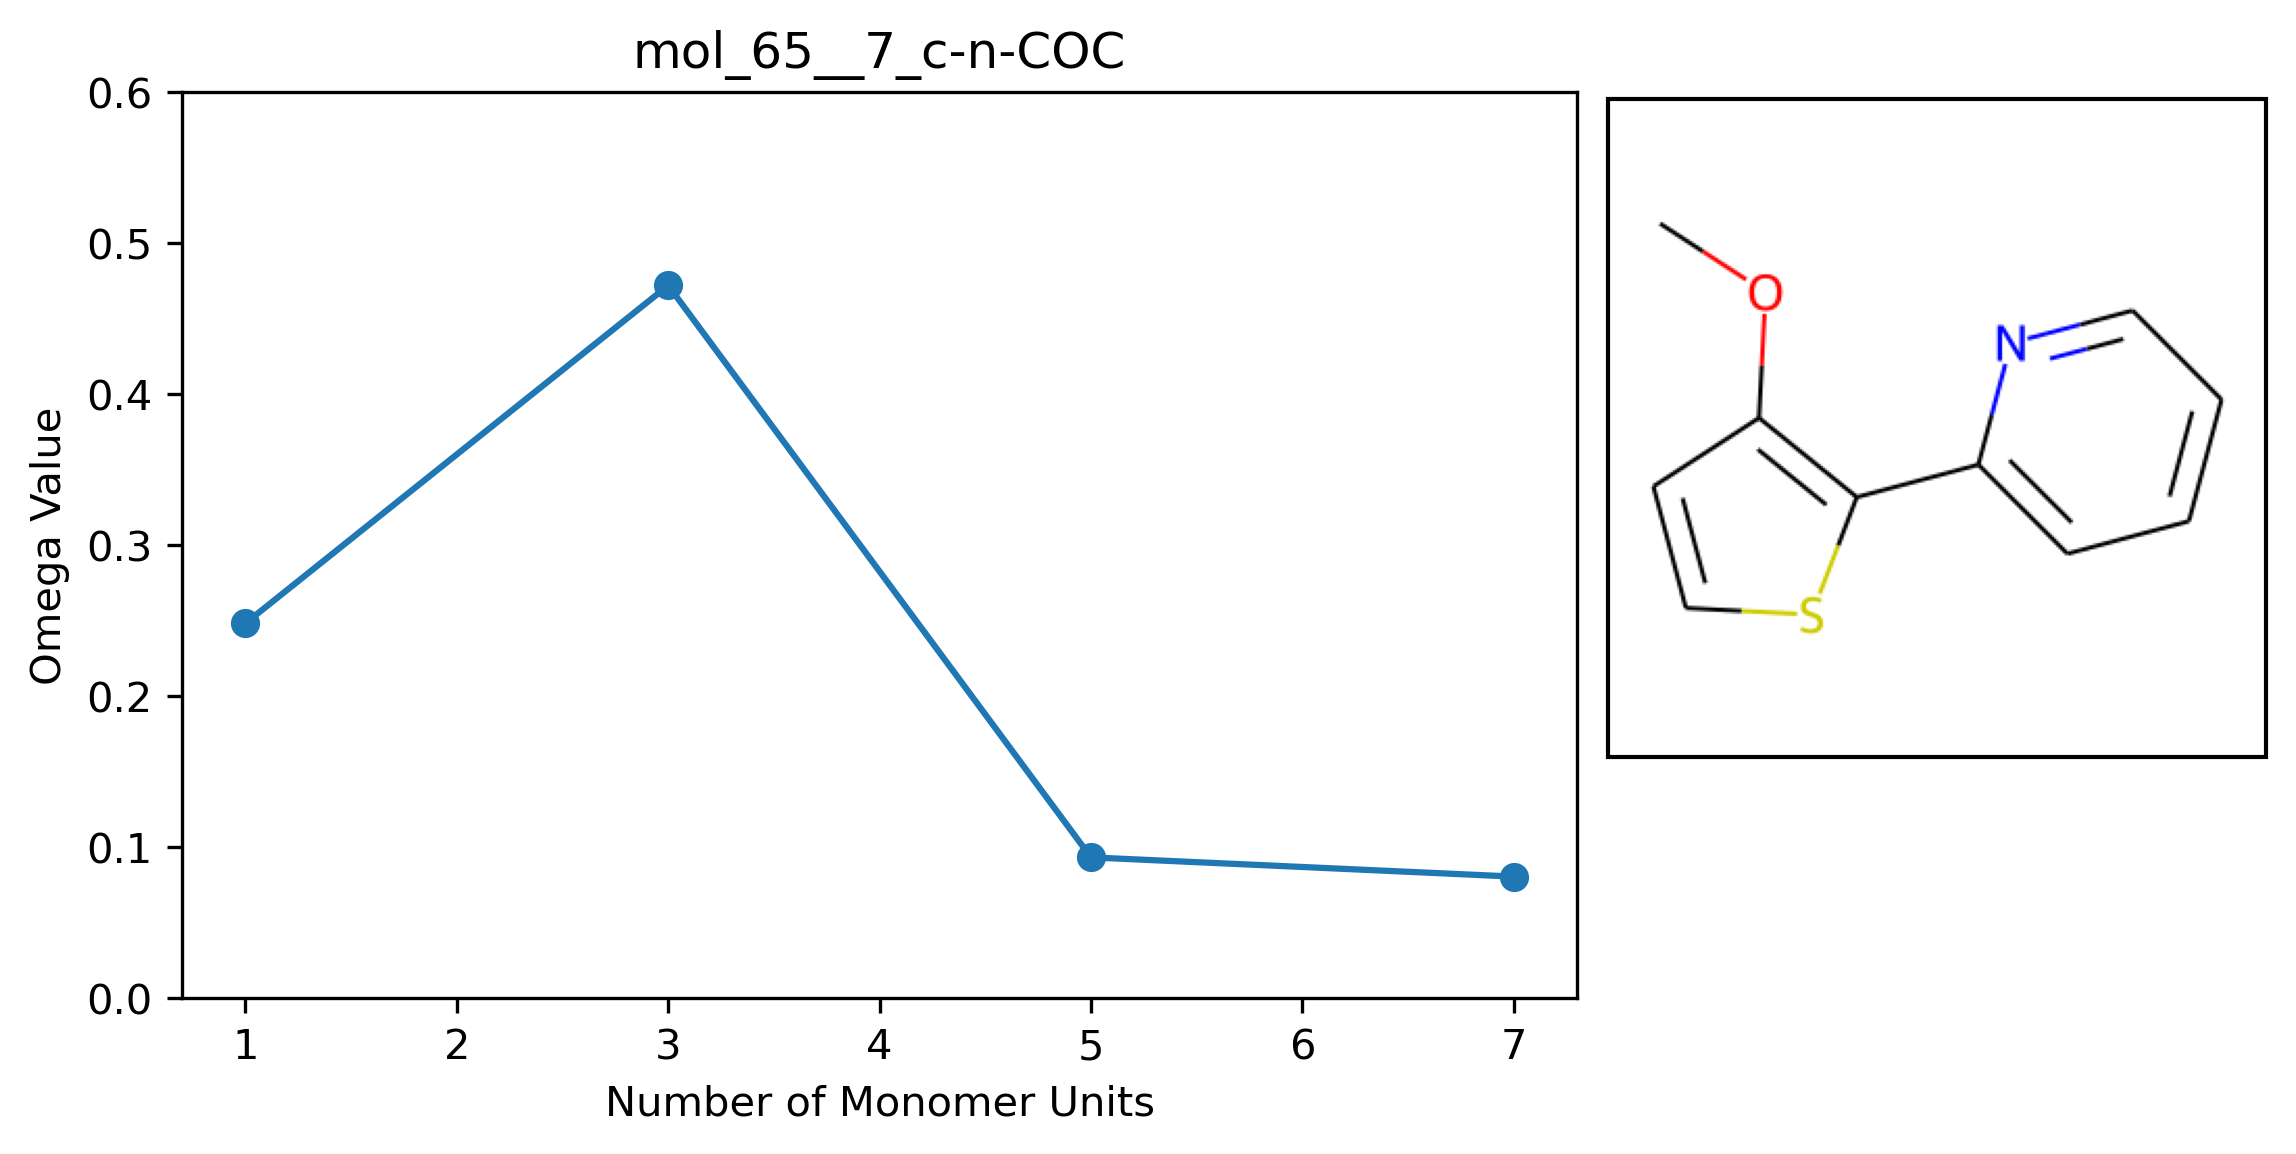 mol_65__7_c-n-COC
0.6
0.5
0.4
0.3
0.2
0.1
0.0
Omega Value
1 2 3 4 5 6 7
Number of Monomer Units
O
N
S